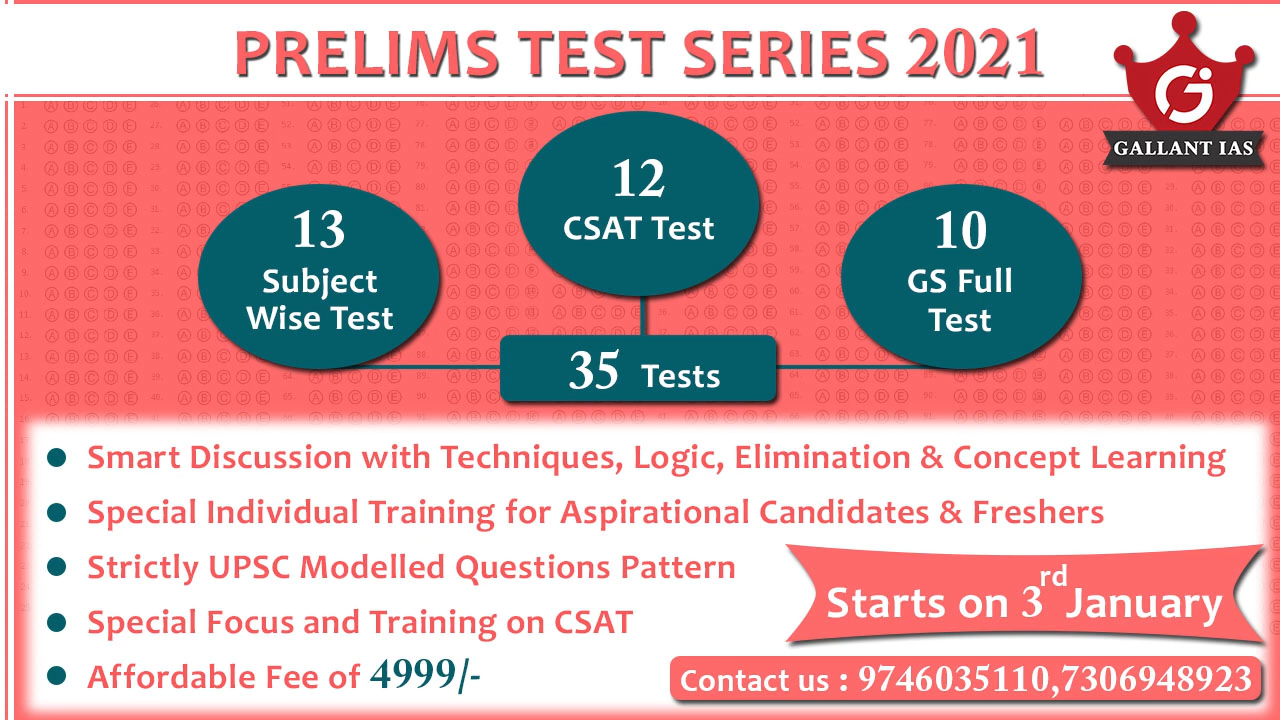 PRELIMS TEST SERIES 2021
GALLANT IAS
13
Subject
Wise Test
12
CSAT Test
10
GS Full
Test
35 Tests
Smart Discussion with Techniques, Logic, Elimination & Concept Learning
Special Individual Training for Aspirational Candidates & Freshers
Strictly UPSC Modelled Questions Pattern
Special Focus and Training on CSAT
Affordable Fee of 4999/-
Starts on 3rd January
Contact us : 9746035110,7306948923